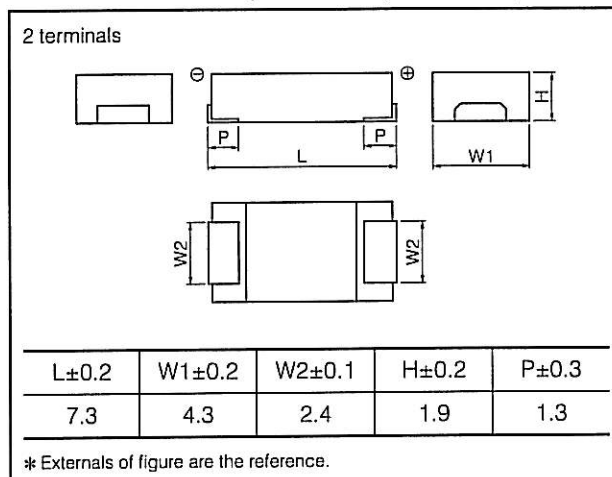 2 terminals
⊖ ⊕
P P
L
H
W1
W2 W2
L±0.2 W1±0.2 W2±0.1 H±0.2 P±0.3
7.3 4.3 2.4 1.9 1.3
* Externals of figure are the reference.